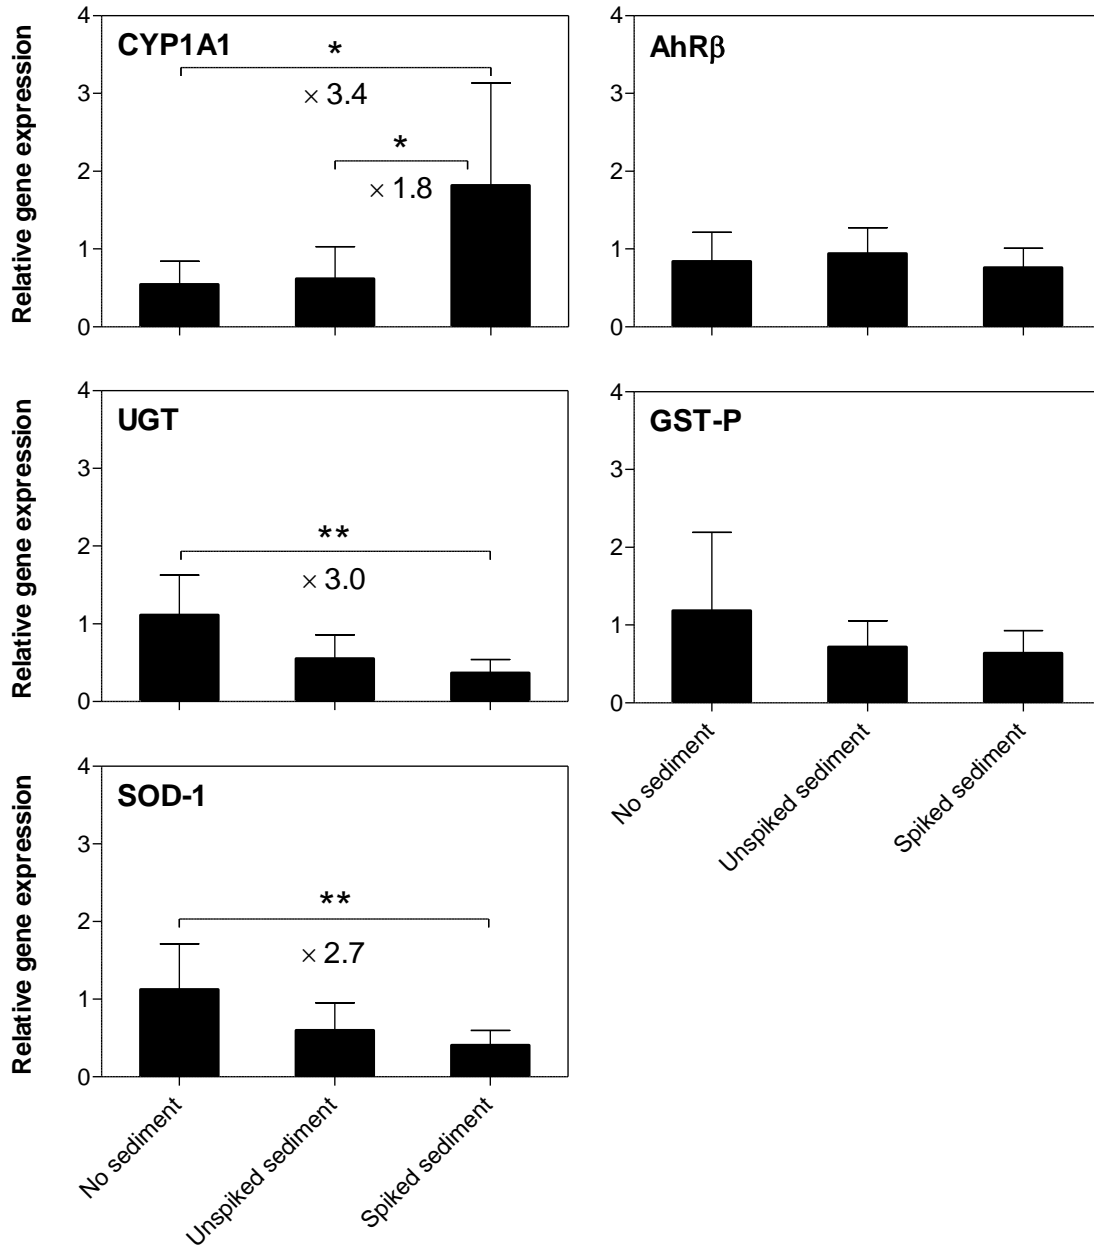 CYP1A1
Relative gene expression
4
3
2
1
0
*
× 3.4
*
× 1.8
AhRβ
4
3
2
1
0
UGT
Relative gene expression
4
3
2
1
0
**
× 3.0
GST-P
4
3
2
1
0
No sediment
Unspiked sediment
Spiked sediment
SOD-1
Relative gene expression
4
3
2
1
0
**
× 2.7
No sediment
Unspiked sediment
Spiked sediment